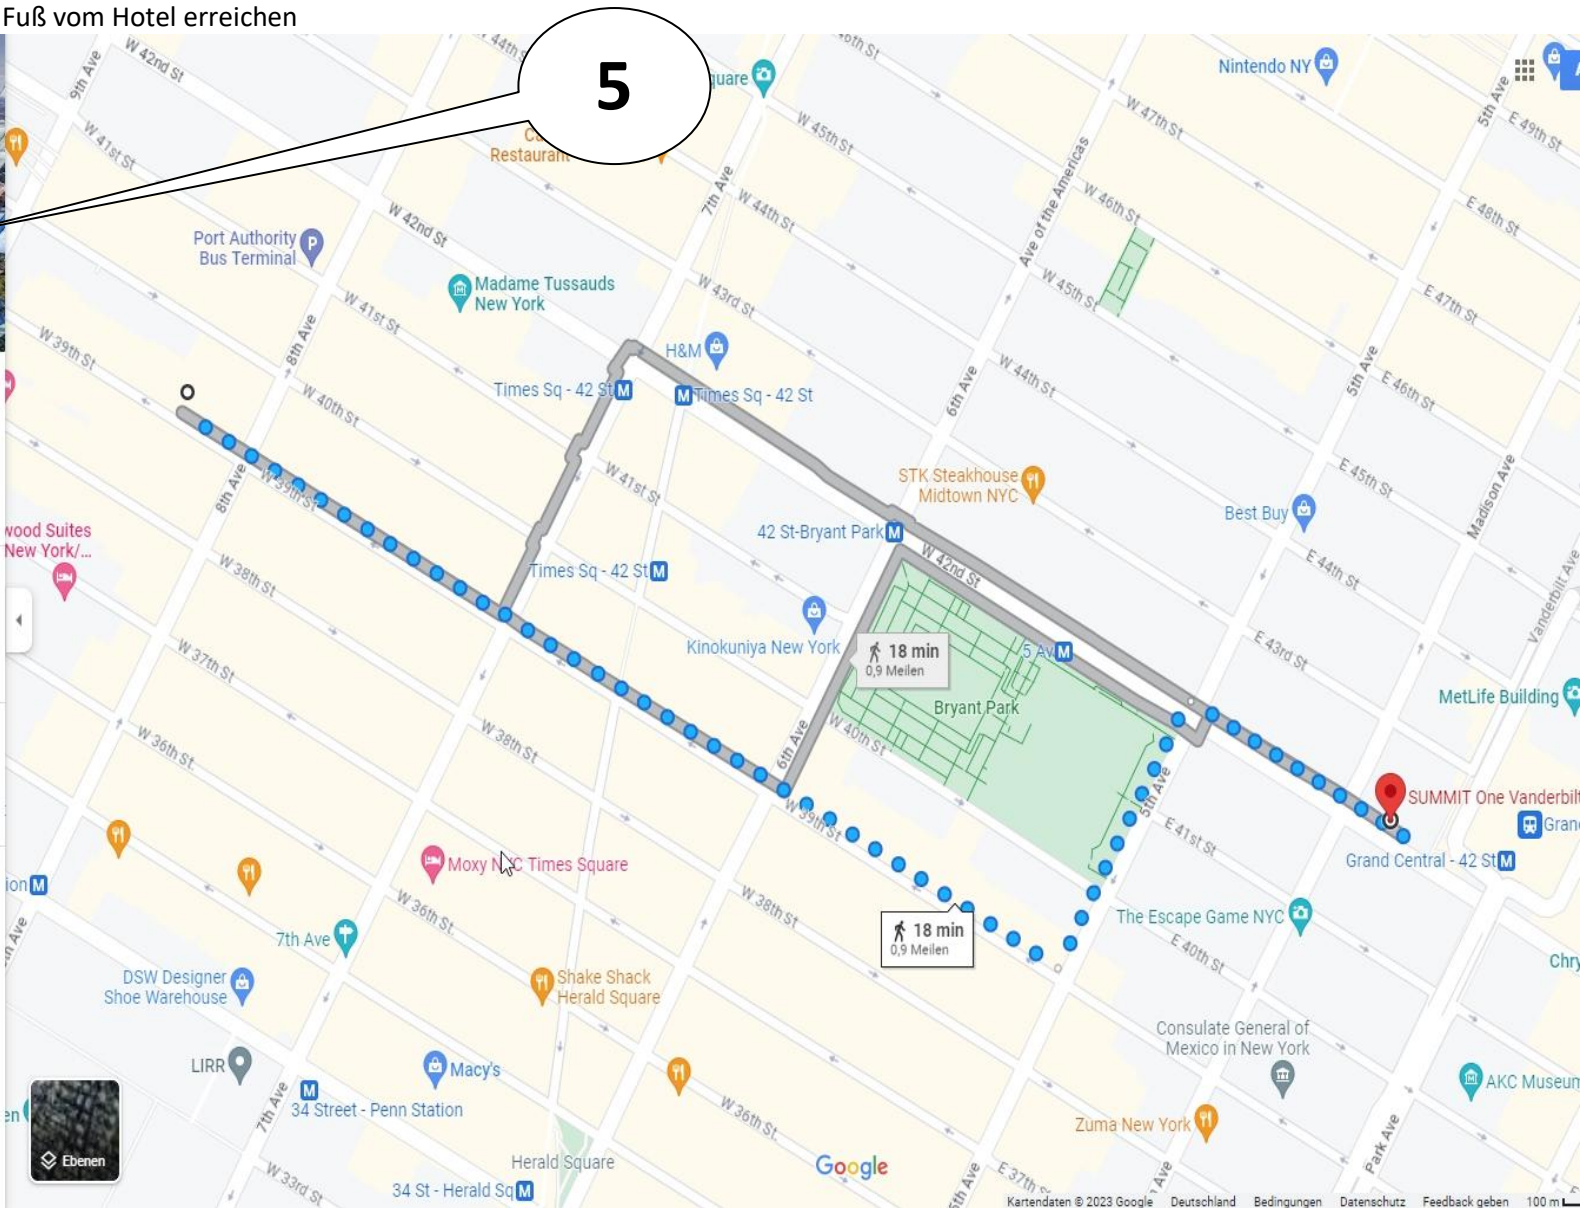 Fuß vom Hotel erreichen
5
9th Ave
W 42nd St
W 44th
45th St
quare
Nintendo NY
5th Ave
E 49th St
W 41st St
Restaurant
W 45th St
W 47th St
7th Ave
W 44th St
Ave of the Americas
W 46th St
E 48th St
Port Authority
Bus Terminal
W 42nd St
Madame Tussauds
New York
W 41st St
W 43rd St
W 45th St
E 47th St
W 39th St
8th Ave
H&M
W 44th St
5th Ave
E 46th St
Times Sq - 42 St
Times Sq - 42 St
6th Ave
W 40th St
8th Ave
W 39th St
W 41st St
STK Steakhouse
Midtown NYC
E 45th St
Madison Ave
Best Buy
wood Suites
New York/...
42 St-Bryant Park
W 42nd St
E 44th St
Vanderbilt Ave
W 38th St
Times Sq - 42 St
Kinokuniya New York
18 min
0,9 Meilen
5 Av
E 43rd St
W 37th St
Bryant Park
MetLife Building
W 36th St.
W 38th St
6th Ave
W 40th St
5th Ave
SUMMIT One Vanderbilt
Gran
W 39th St
E 41st St
Grand Central - 42 St
Moxy NYC Times Square
ion
W 36th St.
W 38th St
18 min
0,9 Meilen
The Escape Game NYC
7th Ave
E 40th St
Chry
DSW Designer
Shoe Warehouse
Shake Shack
Herald Square
Consulate General of
Mexico in New York
LIRR
Macy's
AKC Museum
34 Street - Penn Station
7th Ave
W 36th St.
Zuma New York
Park Ave
Ebenen
Herald Square
Google
W 33rd St
34 St - Herald Sq
5th Ave
E 37th
Kartendaten © 2023 Google Deutschland Bedingungen Datenschutz Feedback geben 100 m